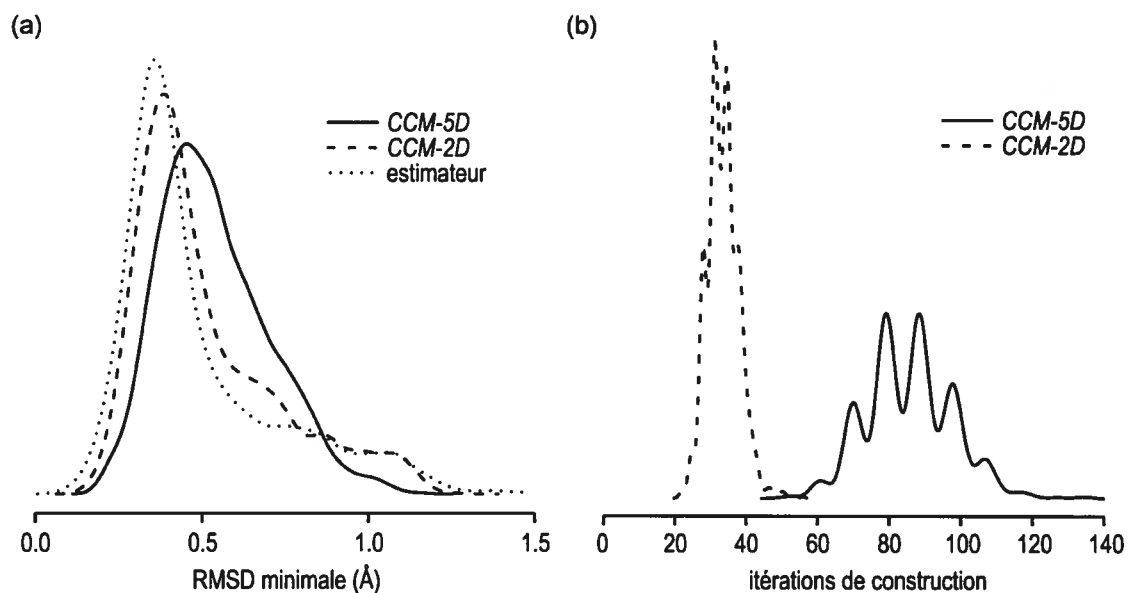 (a)
CCM-5D
CCM-2D
estimateur
0.0 0.5 1.0 1.5
RMSD minimale (Å)
(b)
CCM-5D
CCM-2D
0 20 40 60 80 100 120 140
itérations de construction